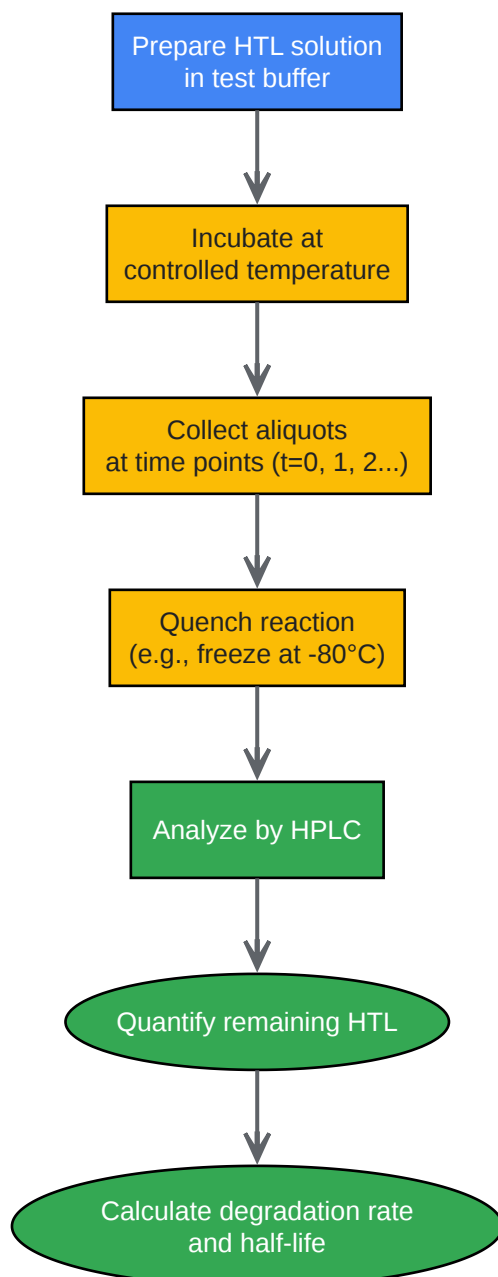 Prepare HTL solution
in test buffer
Incubate at
controlled temperature
Collect aliquots
at time points (t=0, 1, 2...)
Quench reaction
(e.g., freeze at -80°C)
Analyze by HPLC
Quantify remaining HTL
Calculate degradation rate
and half-life